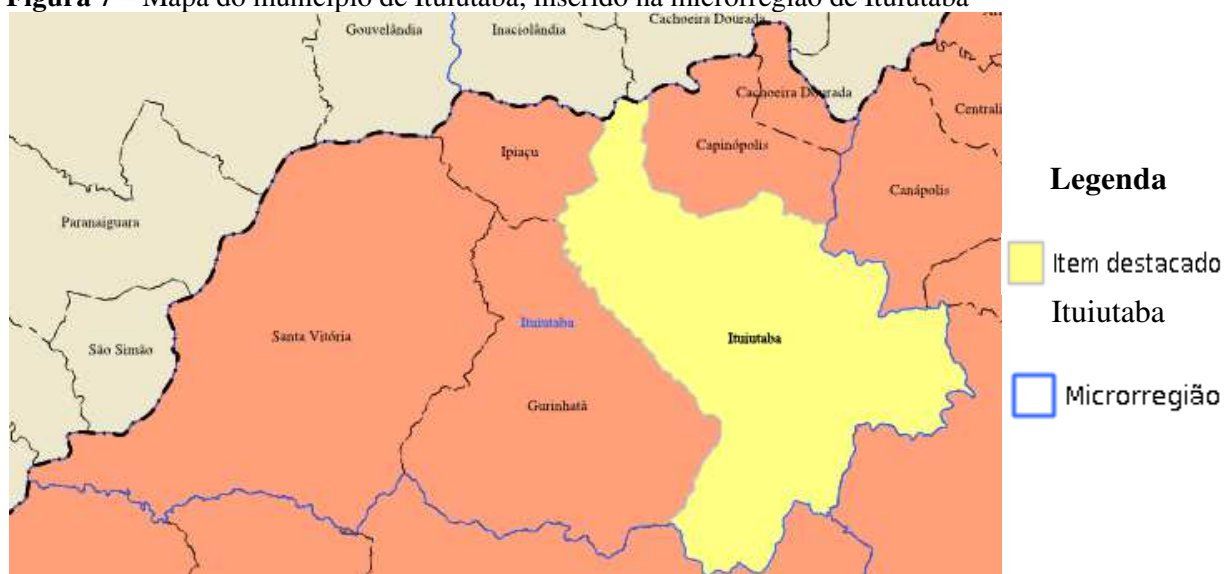 Figura 7 – Mapa do município de Ituiutaba, inserido na microrregião de Ituiutaba
Gouvelândia
Inaciolândia
Cachoeira Dourada
Cachoeira Dourada
Centrali
Ipiaçu
Capinópolis
Canápolis
Paranaiguara
São Simão
Santa Vitória
Ituiutaba
Ituiutaba
Gurinhatã
Legenda
Item destacado
Ituiutaba
Microrregião